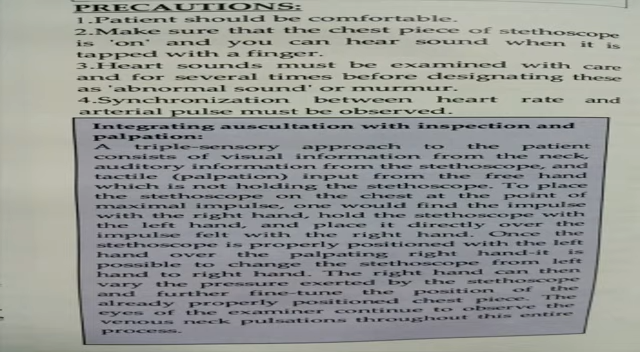 PRECAUTIONS:
1.Patient should be comfortable.
2.Make sure that the chest piece of stethoscope
is 'on' and you can hear sound when it is
tapped with a finger.
3.Heart sounds must be examined with care
and for several times before designating these
as 'abnormal sound' or murmur.
4.Synchronization between heart rate and
arterial pulse must be observed.
Integrating auscultation with inspection and
palpation:
A triple-sensory approach to the patient
consists of visual information from the neck,
auditory information from the stethoscope, and
tactile (palpation) input from the free hand
which is not holding the stethoscope. To place
the stethoscope on the chest at the point of
maximal impulse, one would find the impulse
with the right hand, hold the stethoscope with
the left hand, and place it directly over the
impulse felt with the right hand. Once the
stethoscope is properly positioned with the left
hand over the palpating right hand-it is
possible to change the stethoscope from left
hand to right hand. The right hand can then
vary the pressure exerted by the stethoscope
and further fine-tune the position of the
already properly positioned chest piece. The
eyes of the examiner continue to observe the
venous neck pulsations throughout this entire
process.